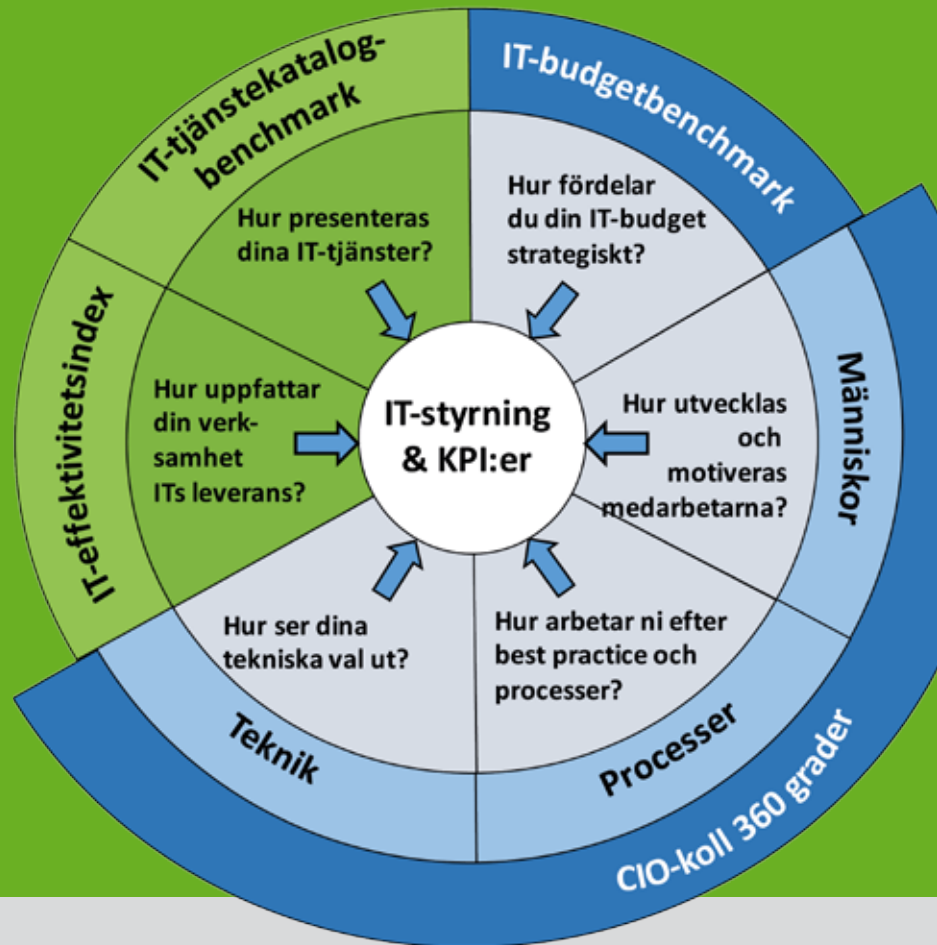 IT-tjänstekatalog-
benchmark
IT-budgetbenchmark
Hur presenteras
dina IT-tjänster?
Hur fördelar
du din IT-budget
strategiskt?
IT-effektivitetsindex
Hur uppfattar
din verk-
samhet
ITs leverans?
IT-styrning
& KPI:er
Hur utvecklas
och
motiveras
medarbetarna?
Människor
Hur ser dina
tekniska val ut?
Hur arbetar ni efter
best practice och
processer?
Teknik
Processer
CIO-koll 360 grader